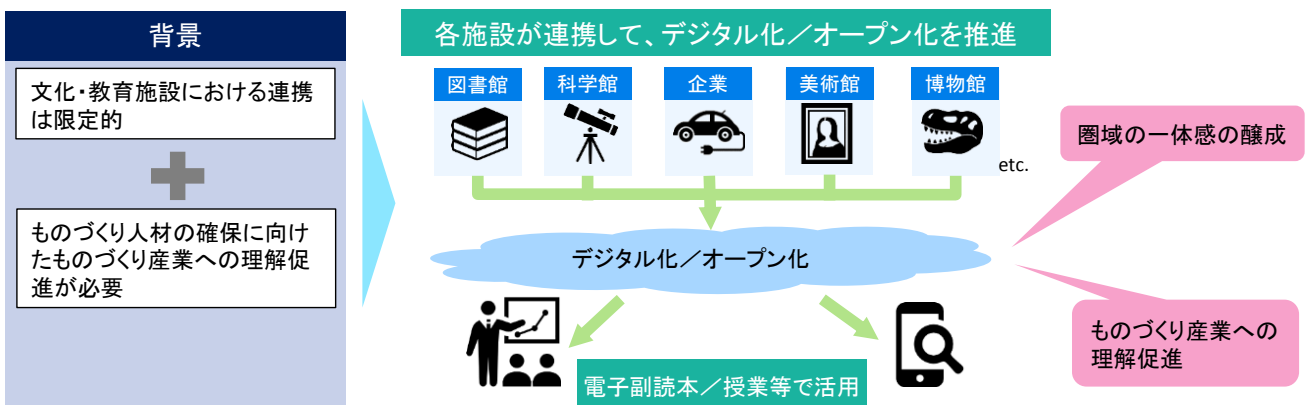 背景
文化・教育施設における連携
は限定的
ものづくり人材の確保に向け
たものづくり産業への理解促
進が必要
各施設が連携して、デジタル化／オープン化を推進
図書館
科学館
企業
美術館
博物館
etc.
デジタル化／オープン化
電子副読本／授業等で活用
圏域の一体感の醸成
ものづくり産業への
理解促進